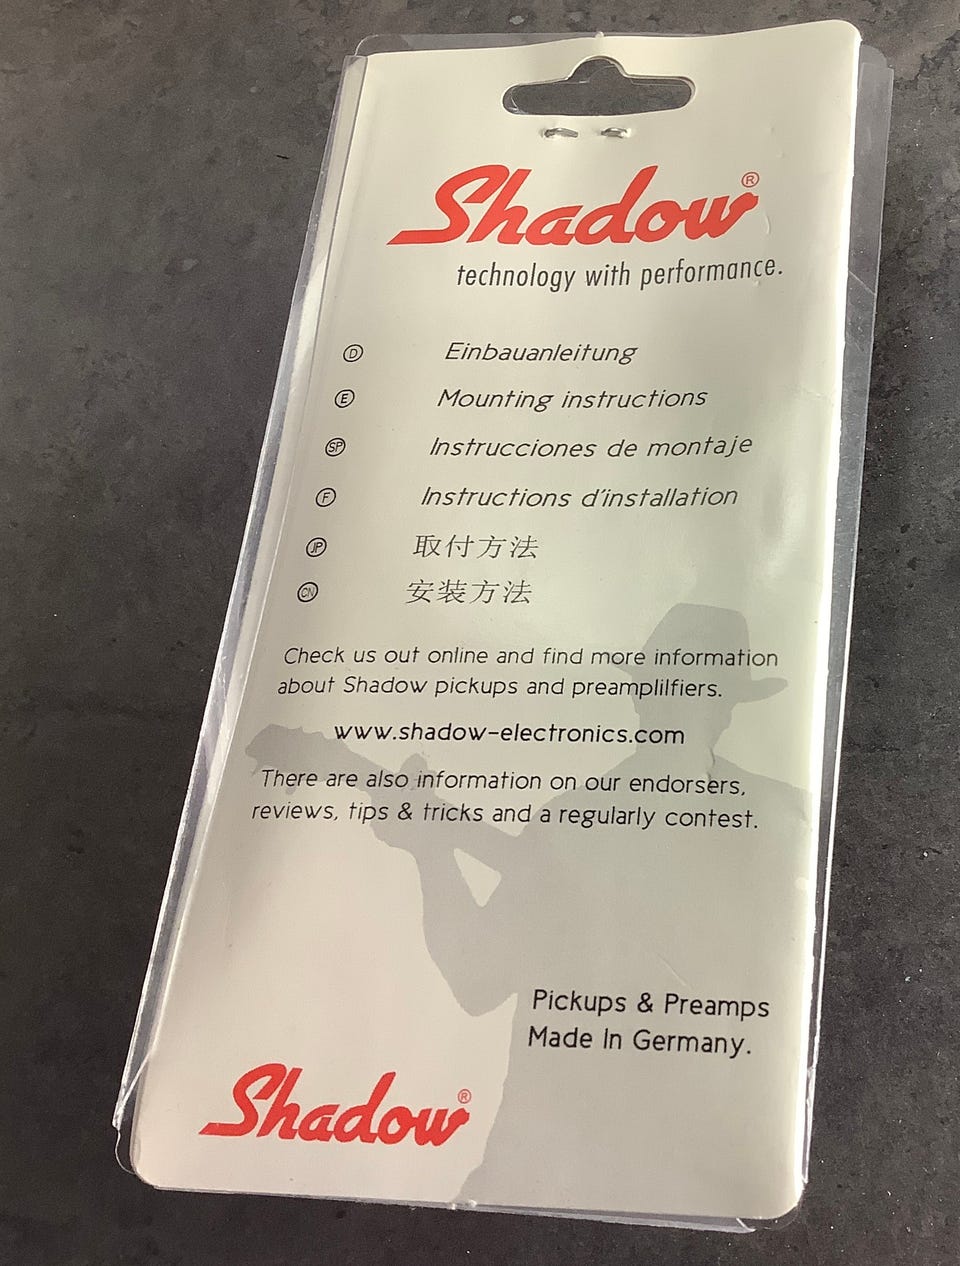 Shadow®
technology with performance.
D Einbauanleitung
E Mounting instructions
SP Instrucciones de montaje
F Instructions d'installation
JP 取付方法
CN 安装方法
Check us out online and find more information
about Shadow pickups and preamplilfiers.
www.shadow-electronics.com
There are also information on our endorsers,
reviews, tips & tricks and a regularly contest.
Pickups & Preamps
Made In Germany.
Shadow®